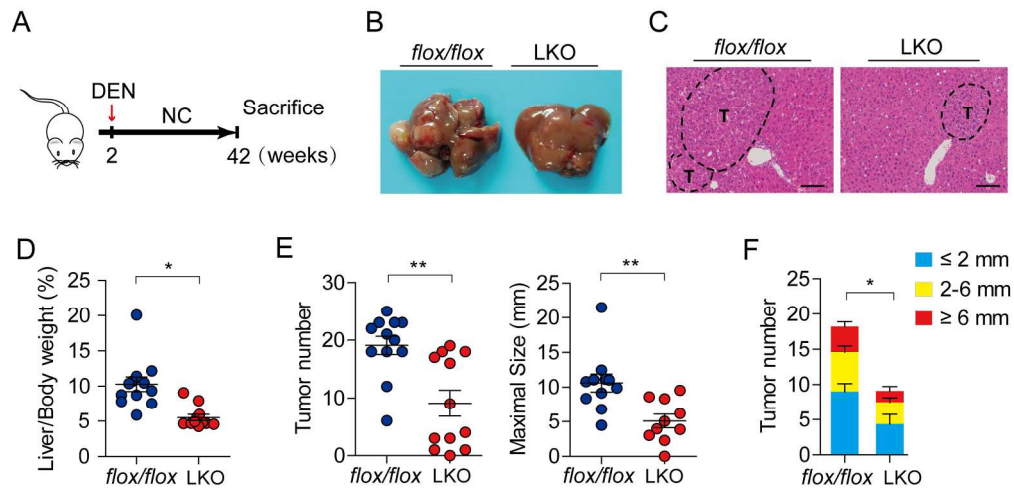 A
DEN
NC
Sacrifice
2
42 (weeks)
B
flox/flox
LKO
C
flox/flox
LKO
T
T
T
D
Liver/Body weight (%)
25
20
15
10
5
0
*
flox/flox
LKO
E
Tumor number
30
20
10
0
**
flox/flox
LKO
Maximal Size (mm)
25
20
15
10
5
0
**
flox/flox
LKO
F
≤ 2 mm
2-6 mm
≥ 6 mm
Tumor number
25
20
15
10
5
0
*
flox/flox
LKO